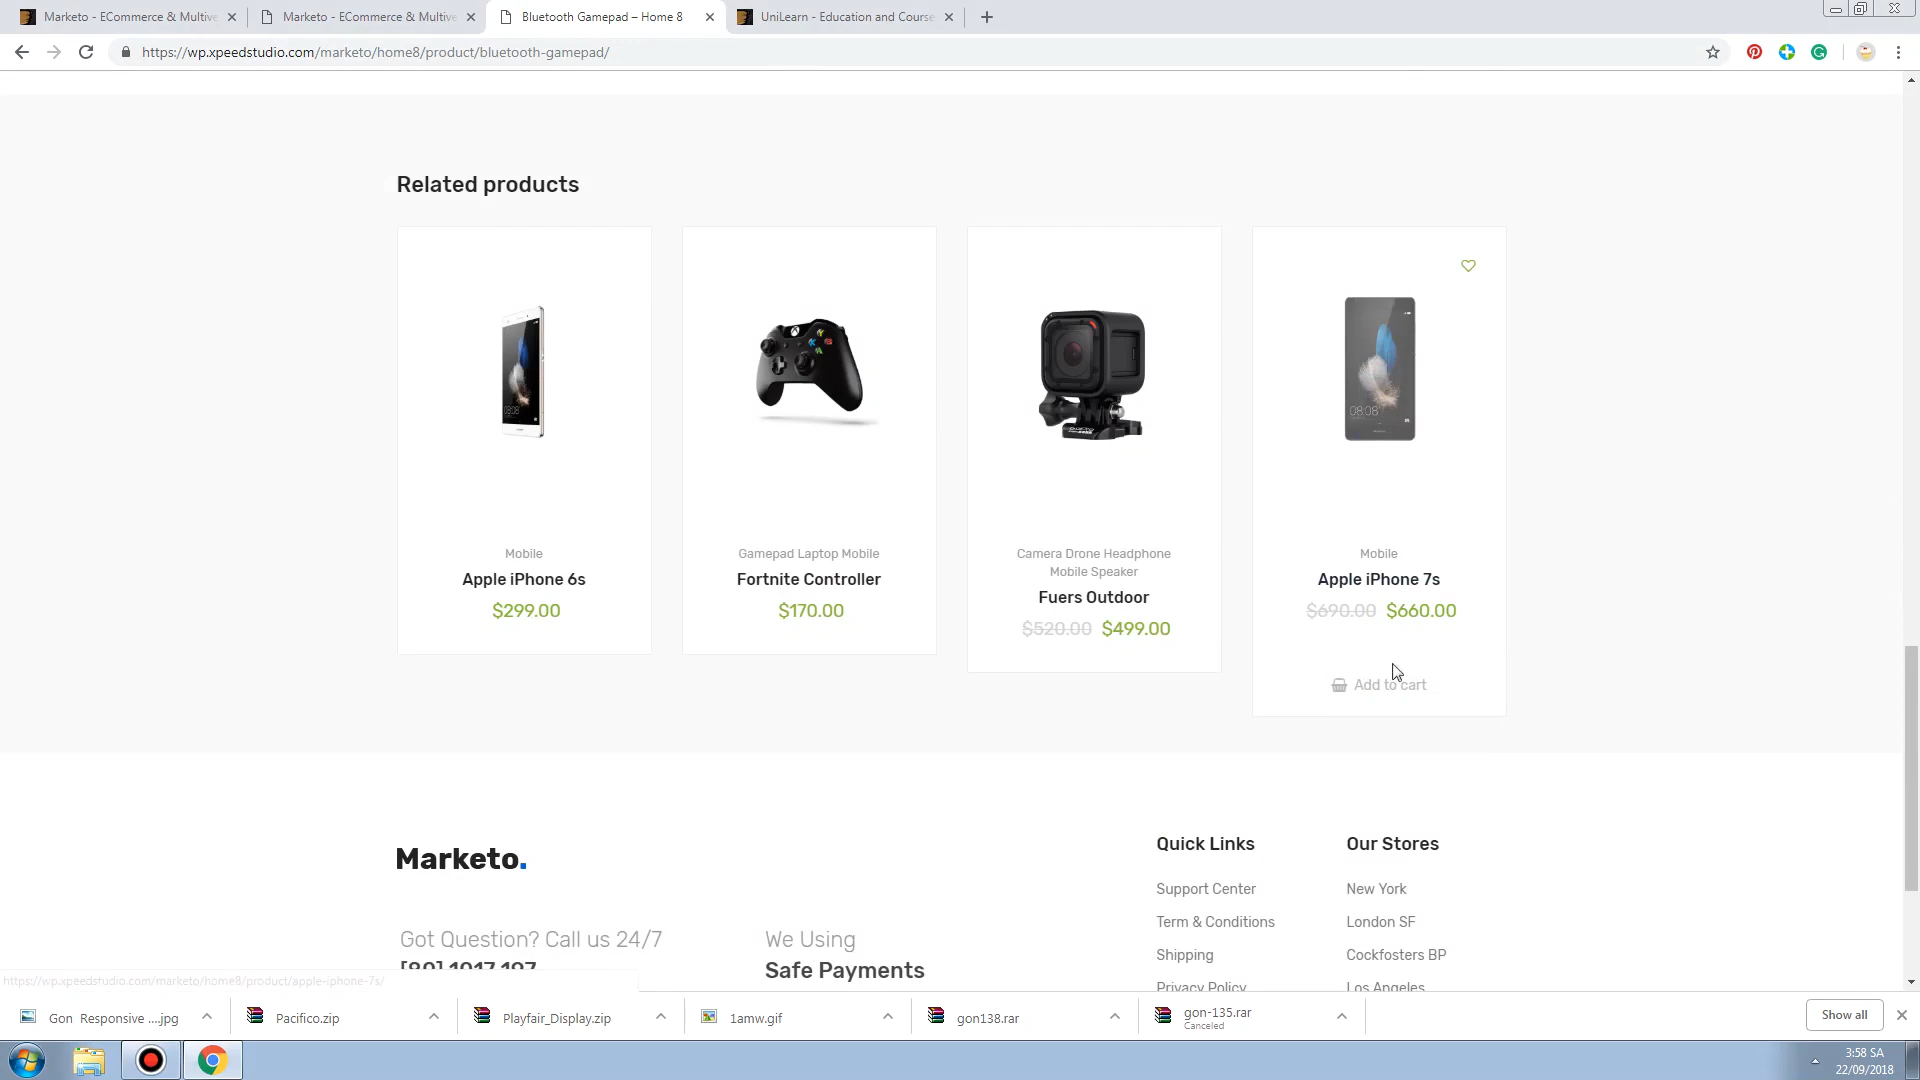 Marketo - ECommerce & Multive
Marketo - ECommerce & Multive
Bluetooth Gamepad – Home 8
UniLearn - Education and Course
https://wp.xpeedstudio.com/marketo/home8/product/bluetooth-gamepad/
Related products
08:08
08:08
Mobile
Gamepad Laptop Mobile
Camera Drone Headphone
Mobile Speaker
Mobile
Apple iPhone 6s
Fortnite Controller
Fuers Outdoor
Apple iPhone 7s
$299.00
$170.00
$520.00 $499.00
$690.00 $660.00
Add to cart
Marketo.
Quick Links
Our Stores
Support Center
New York
Term & Conditions
London SF
Got Question? Call us 24/7
We Using
Shipping
Cockfosters BP
[80] 1017 197
Safe Payments
https://wp.xpeedstudio.com/marketo/home8/product/apple-iphone-7s/
Privacy Policy
Los Angeles
Gon Responsive ....jpg
Pacifico.zip
Playfair_Display.zip
1amw.gif
gon138.rar
gon-135.rar
Canceled
Show all
3:58 SA
22/09/2018